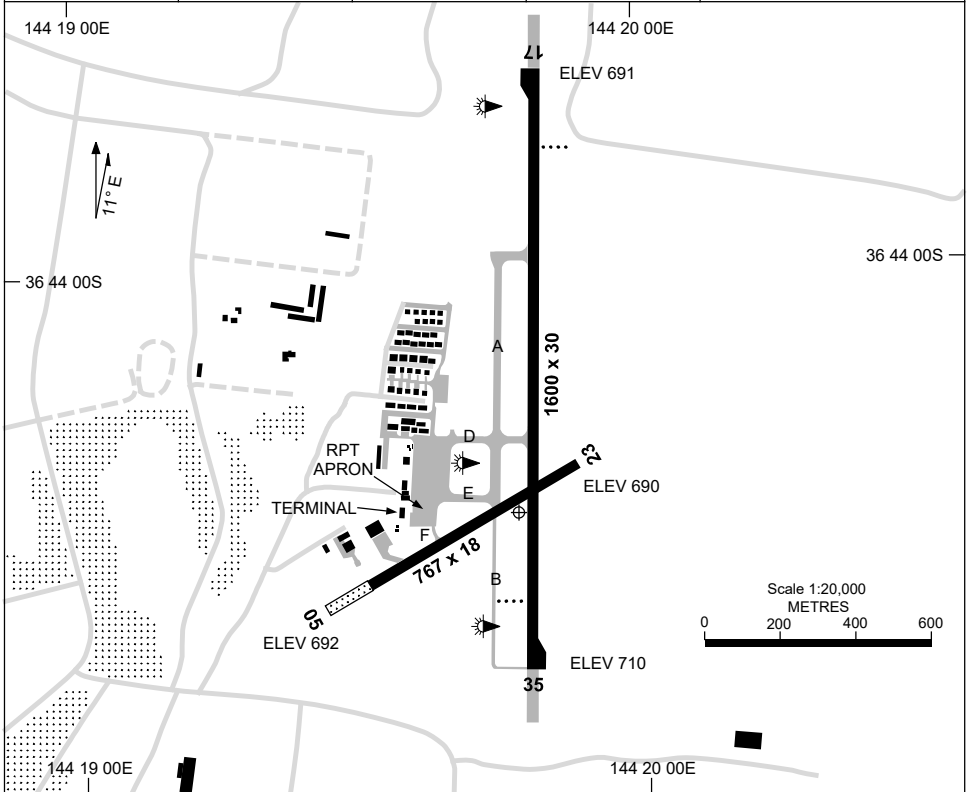 144 19 00E
144 20 00E
17
ELEV 691
11° E
36 44 00S
36 44 00S
A
1600 x 30
D
RPT
APRON
23
E
ELEV 690
TERMINAL
F
767 x 18
B
Scale 1:20,000
METRES
0 200 400 600
05
ELEV 692
ELEV 710
35
144 19 00E
144 20 00E